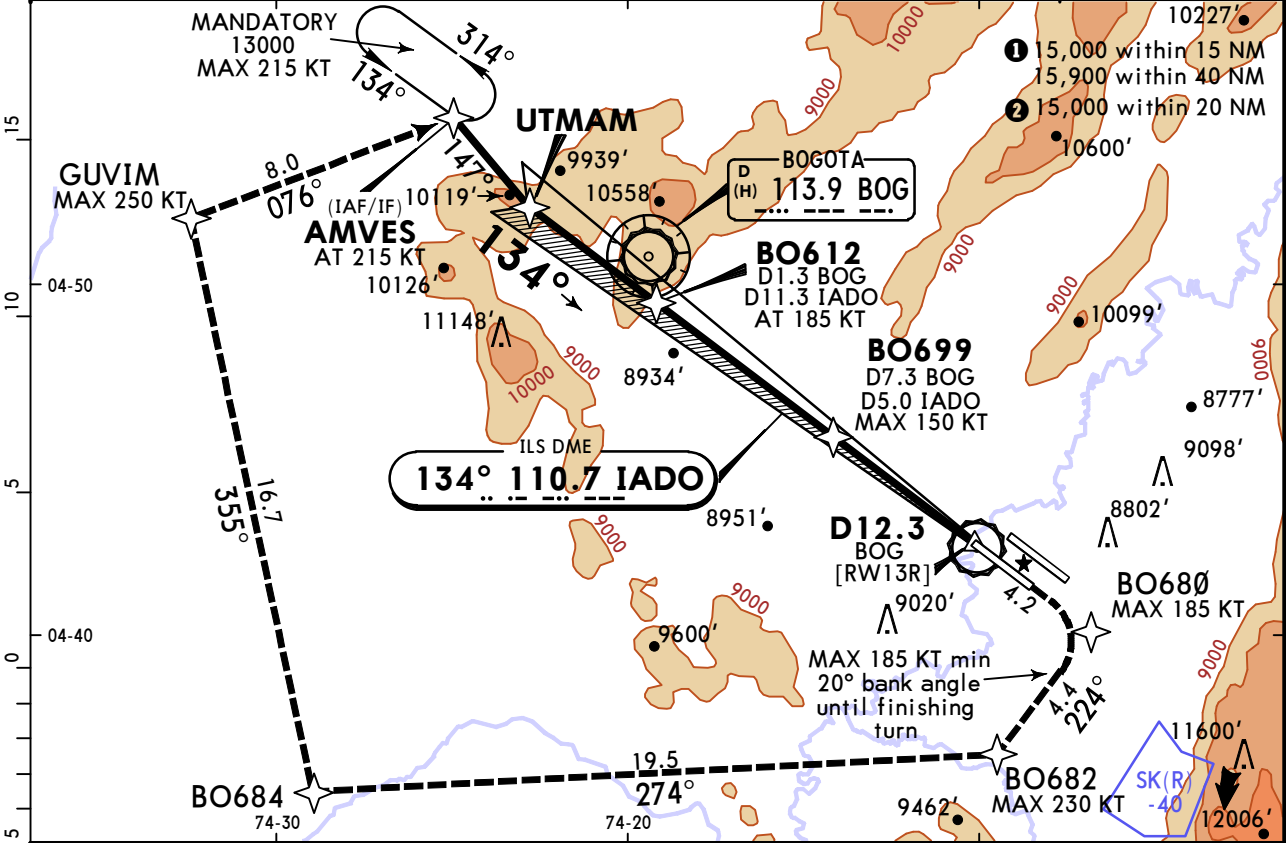 MANDATORY
13000
MAX 215 KT
314°
134°
10000
10227’
❶ 15,000 within 15 NM
15,900 within 40 NM
❷ 15,000 within 20 NM
9000
10600’
15
UTMAM
147°
9939’
GUVIM
MAX 250 KT
8.0
076°
(IAF/IF)
AMVES
AT 215 KT
10119’
10558’
BOGOTA
D
(H)
113.9 BOG
134°
10126’
BO612
D1.3 BOG
D11.3 IADO
AT 185 KT
9000
9000
10
04-50
11148’
10099’
9000
10000
8934’
BO699
D7.3 BOG
D5.0 IADO
MAX 150 KT
9000
8777’
9098’
ILS DME
134° 110.7 IADO
5
16.7
355°
8951’
9000
8802’
D12.3
BOG
[RW13R]
4.2
BO680
MAX 185 KT
9020’
9000
04-40
0
9600’
9000
MAX 185 KT min
20° bank angle
until finishing
turn
4.4
224°
11600’
19.5
274°
BO684
BO682
MAX 230 KT
SK(R)
-40
9462’
12006’
74-30
74-20
5